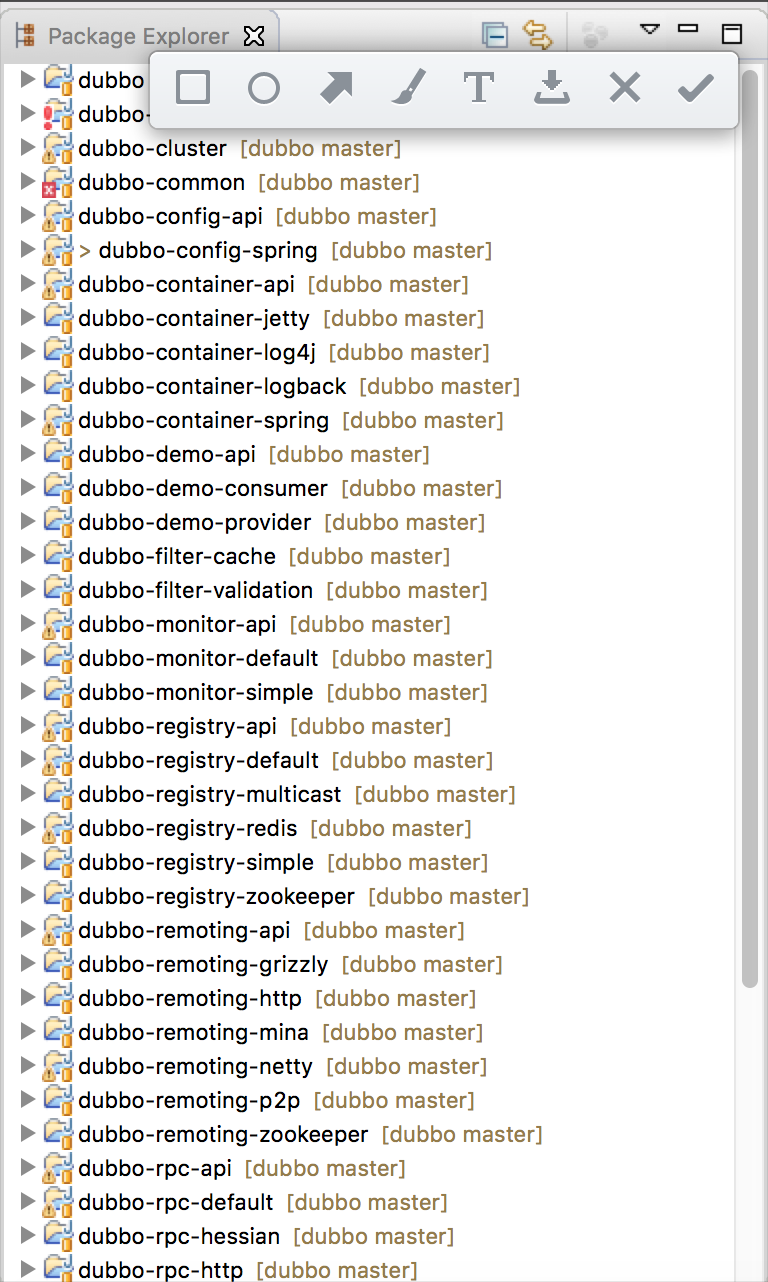 Package Explorer
dubbo
dubbo-
dubbo-cluster [dubbo master]
dubbo-common [dubbo master]
dubbo-config-api [dubbo master]
> dubbo-config-spring [dubbo master]
dubbo-container-api [dubbo master]
dubbo-container-jetty [dubbo master]
dubbo-container-log4j [dubbo master]
dubbo-container-logback [dubbo master]
dubbo-container-spring [dubbo master]
dubbo-demo-api [dubbo master]
dubbo-demo-consumer [dubbo master]
dubbo-demo-provider [dubbo master]
dubbo-filter-cache [dubbo master]
dubbo-filter-validation [dubbo master]
dubbo-monitor-api [dubbo master]
dubbo-monitor-default [dubbo master]
dubbo-monitor-simple [dubbo master]
dubbo-registry-api [dubbo master]
dubbo-registry-default [dubbo master]
dubbo-registry-multicast [dubbo master]
dubbo-registry-redis [dubbo master]
dubbo-registry-simple [dubbo master]
dubbo-registry-zookeeper [dubbo master]
dubbo-remoting-api [dubbo master]
dubbo-remoting-grizzly [dubbo master]
dubbo-remoting-http [dubbo master]
dubbo-remoting-mina [dubbo master]
dubbo-remoting-netty [dubbo master]
dubbo-remoting-p2p [dubbo master]
dubbo-remoting-zookeeper [dubbo master]
dubbo-rpc-api [dubbo master]
dubbo-rpc-default [dubbo master]
dubbo-rpc-hessian [dubbo master]
dubbo-rpc-http [dubbo master]